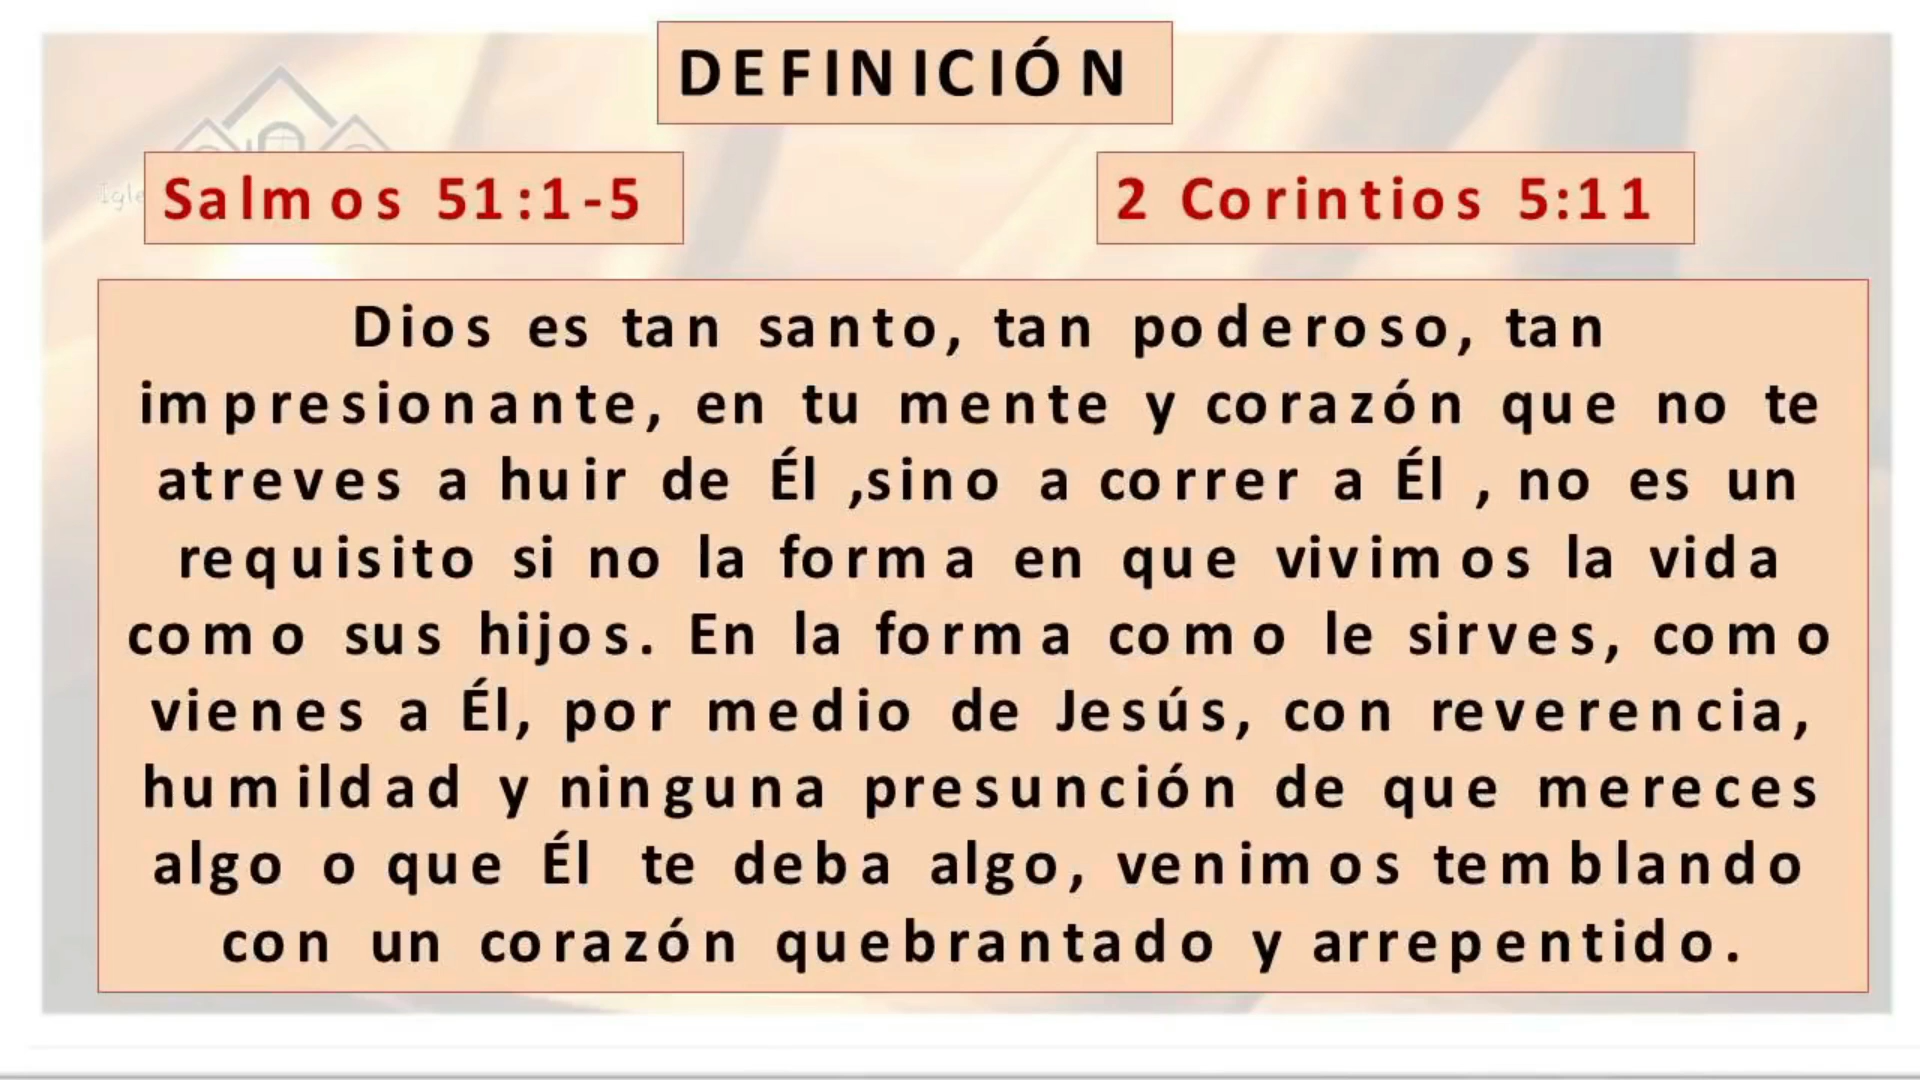 DEFINICIÓN
Salmos 51:1-5
2 Corintios 5:11
Dios es tan santo, tan poderoso, tan
impresionante, en tu mente y corazón que no te
atreves a huir de Él ,sino a correr a Él , no es un
requisito si no la forma en que vivimos la vida
como sus hijos. En la forma como le sirves, como
vienes a Él, por medio de Jesús, con reverencia,
humildad y ninguna presunción de que mereces
algo o que Él te deba algo, venimos temblando
con un corazón quebrantado y arrepentido.